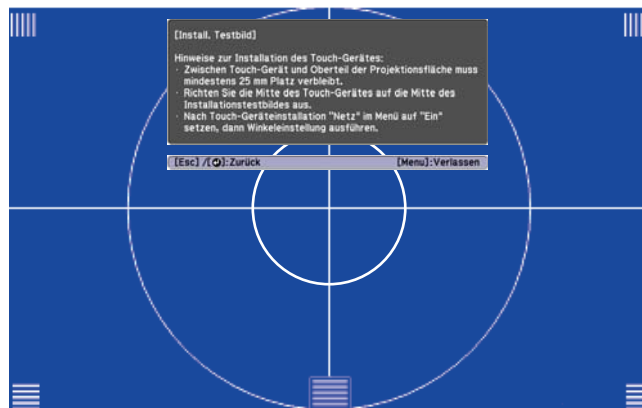 [Install. Testbild]
Hinweise zur Installation des Touch-Gerätes:
· Zwischen Touch-Gerät und Oberteil der Projektionsfläche muss
mindestens 25 mm Platz verbleibt.
· Richten Sie die Mitte des Touch-Gerätes auf die Mitte des
Installationstestbildes aus.
· Nach Touch-Geräteinstallation "Netz" im Menü auf "Ein"
setzen, dann Winkeleinstellung ausführen.
[Esc] /[⏎]:Zurück [Menu]:Verlassen